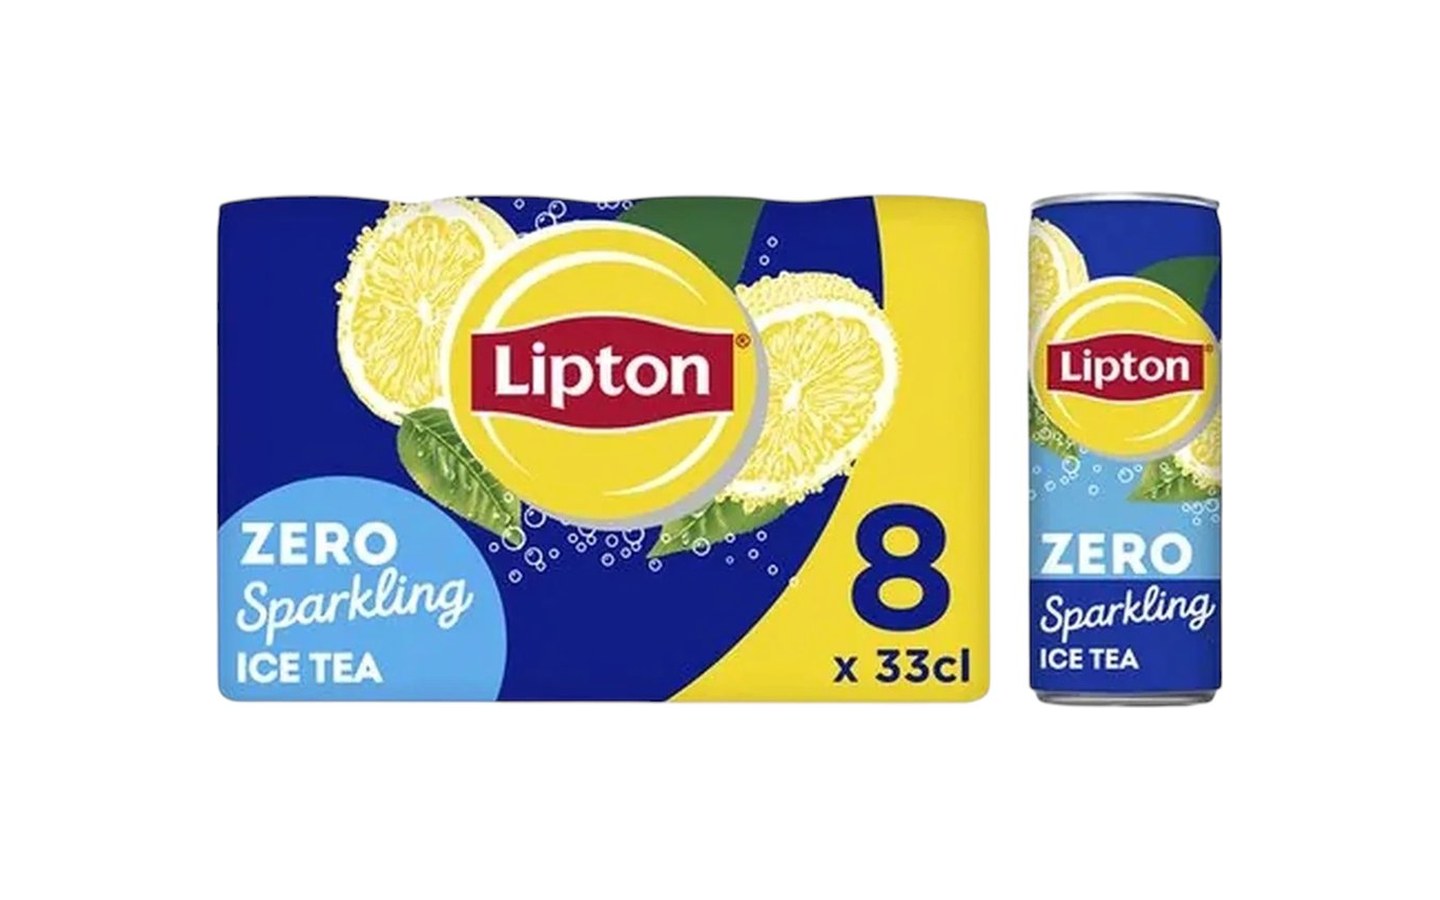 Lipton®
ZERO
Sparkling
ICE TEA
8
x 33cl
Lipton®
ZERO
Sparkling
ICE TEA